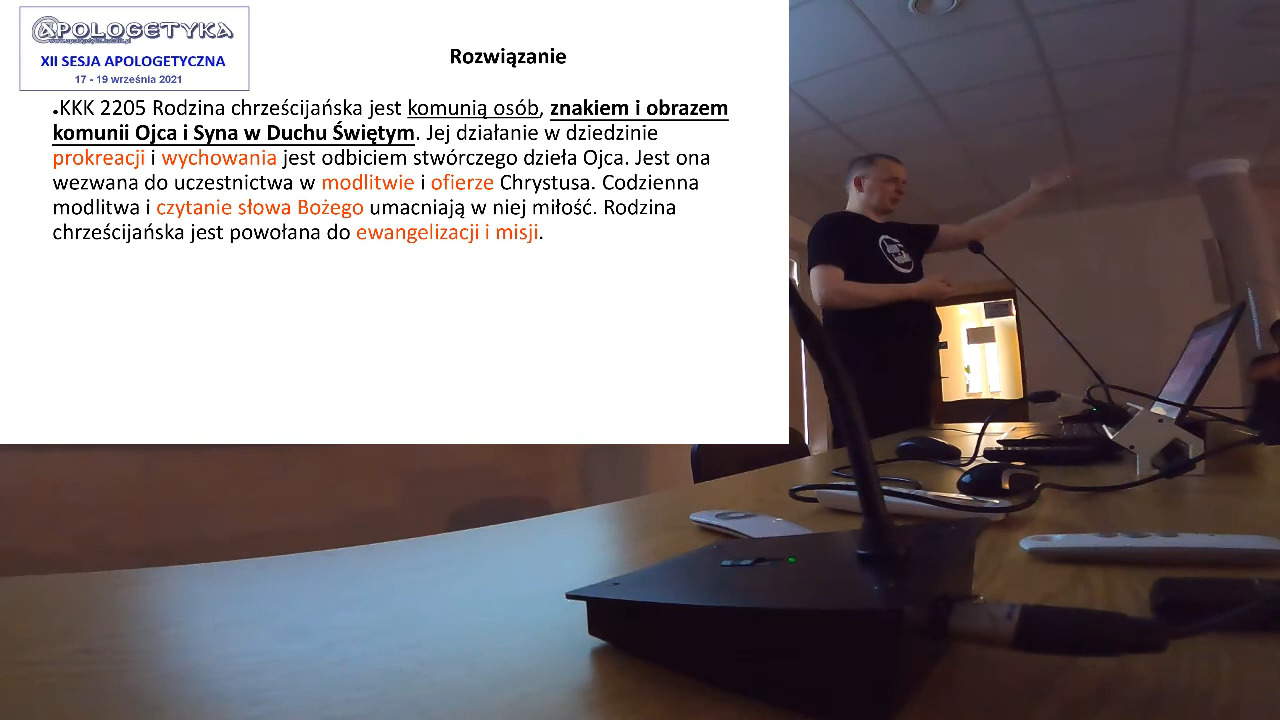 @POLOGETYKA
XII SESJA APOLOGETYCZNA
17 - 19 września 2021
Rozwiązanie
•KKK 2205 Rodzina chrześcijańska jest komunią osób, znakiem i obrazem
komunii Ojca i Syna w Duchu Świętym. Jej działanie w dziedzinie
prokreacji i wychowania jest odbiciem stwórczego dzieła Ojca. Jest ona
wezwana do uczestnictwa w modlitwie i ofierze Chrystusa. Codzienna
modlitwa i czytanie słowa Bożego umacniają w niej miłość. Rodzina
chrześcijańska jest powołana do ewangelizacji i misji.